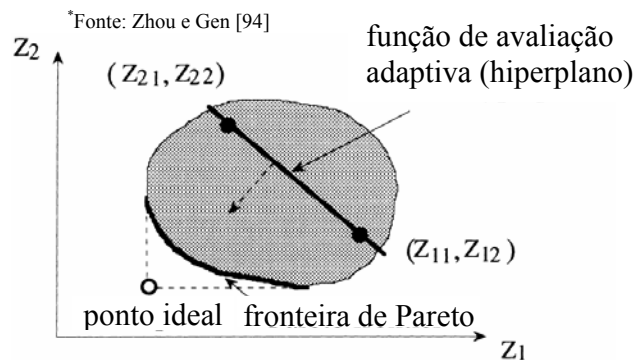 *Fonte: Zhou e Gen [94]
função de avaliação
adaptiva (hiperplano)
Z2
(Z21, Z22)
(Z11, Z12)
ponto ideal
fronteira de Pareto
Z1